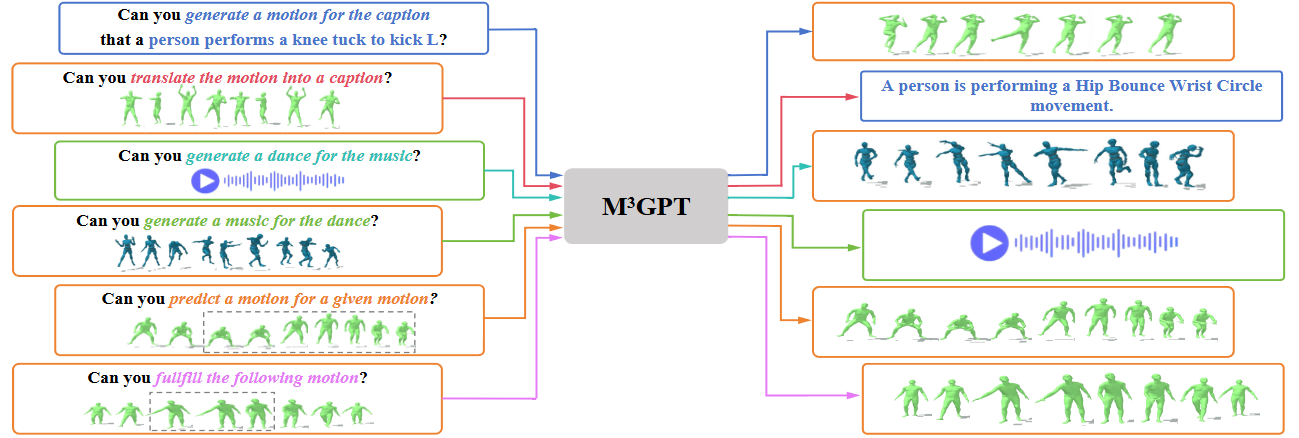 Can you generate a motion for the caption
that a person performs a knee tuck to kick L?
Can you translate the motion into a caption?
Can you generate a dance for the music?
Can you generate a music for the dance?
Can you predict a motion for a given motion?
Can you fullfill the following motion?
M³GPT
A person is performing a Hip Bounce Wrist Circle
movement.